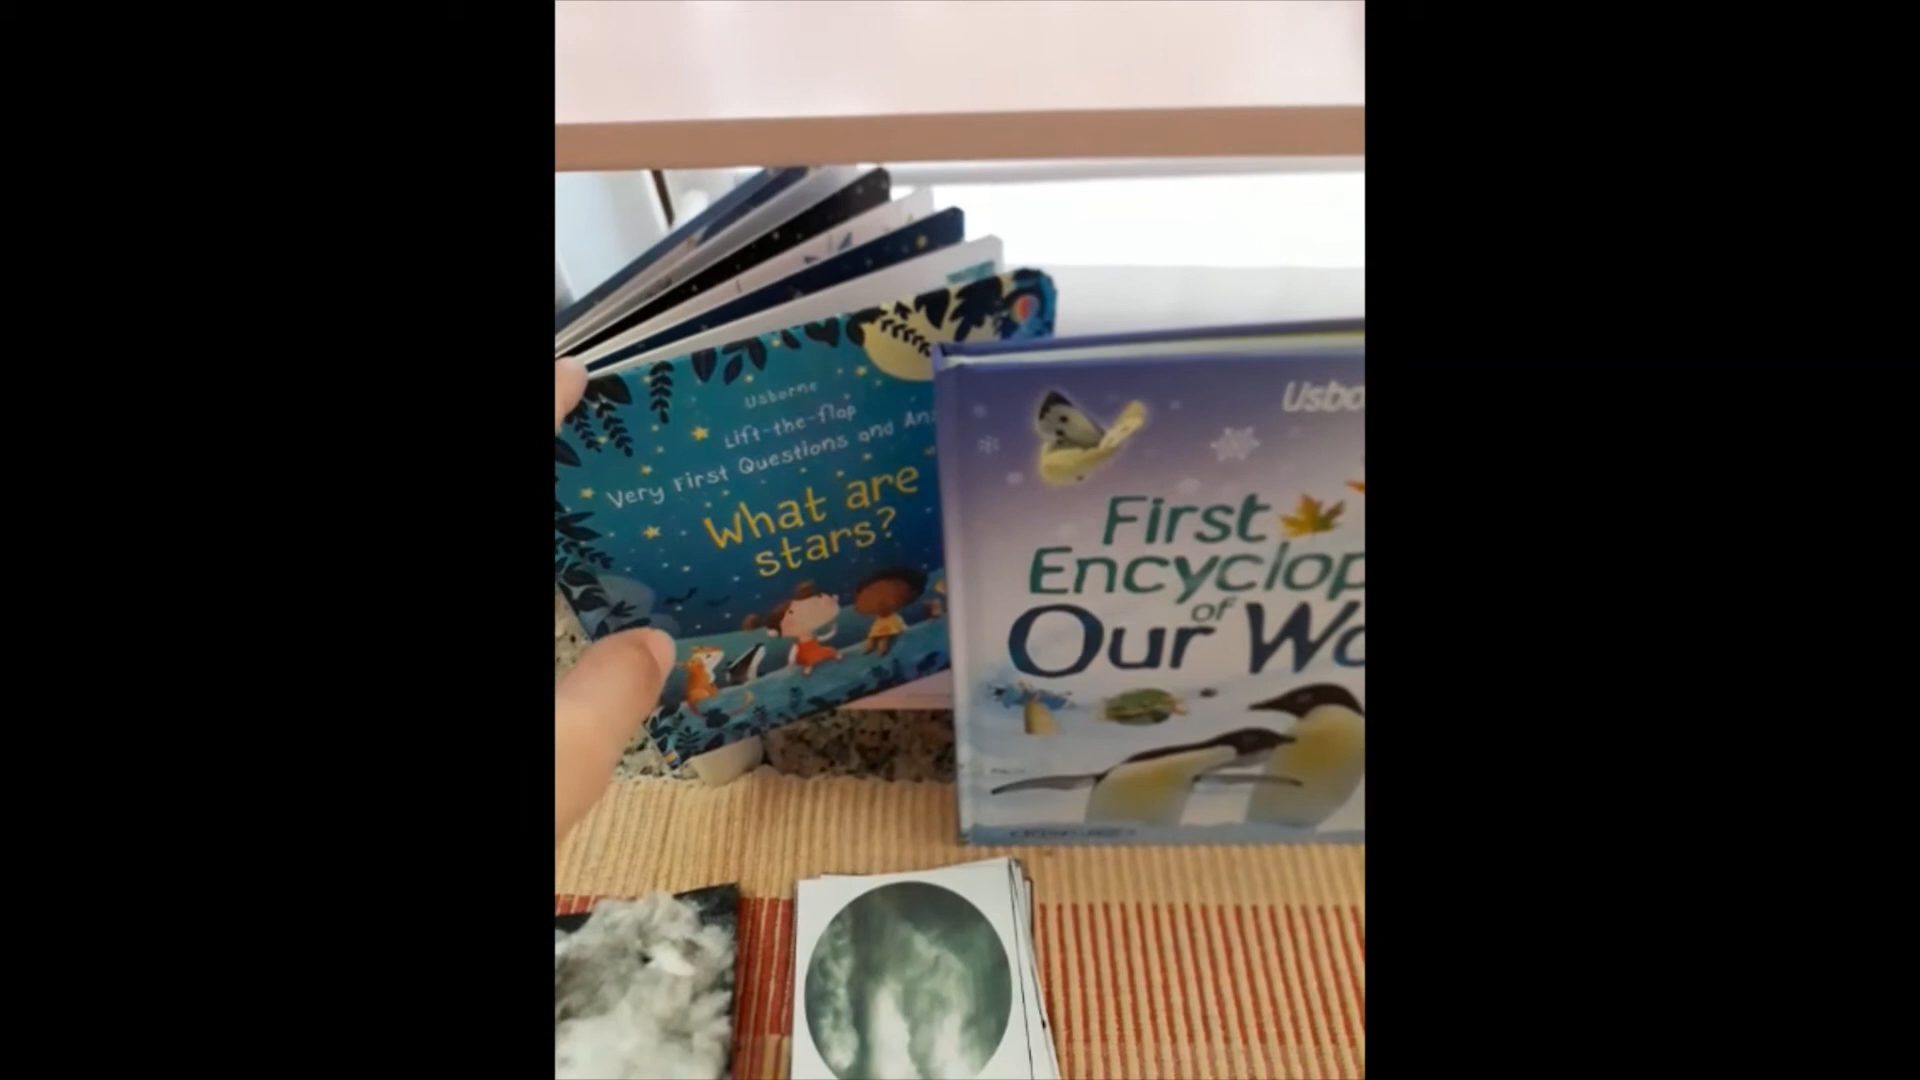 Usborne
Lift-the-flap
Very First Questions and An
What are
stars?
Usbo
First
Encyclop
of
Our Wo